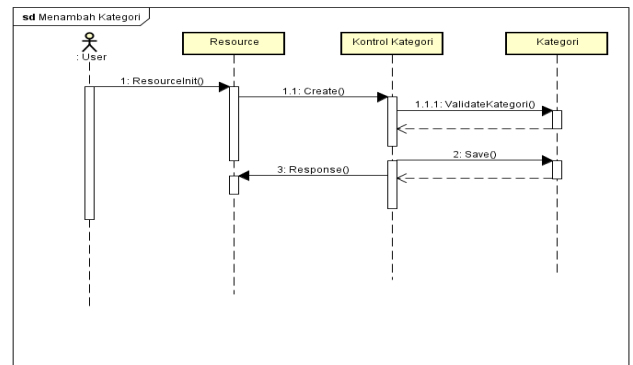 sd Menambah Kategori
: User
Resource
Kontrol Kategori
Kategori
1: ResourceInit()
1.1: Create()
1.1.1: ValidateKategori()
2: Save()
3: Response()